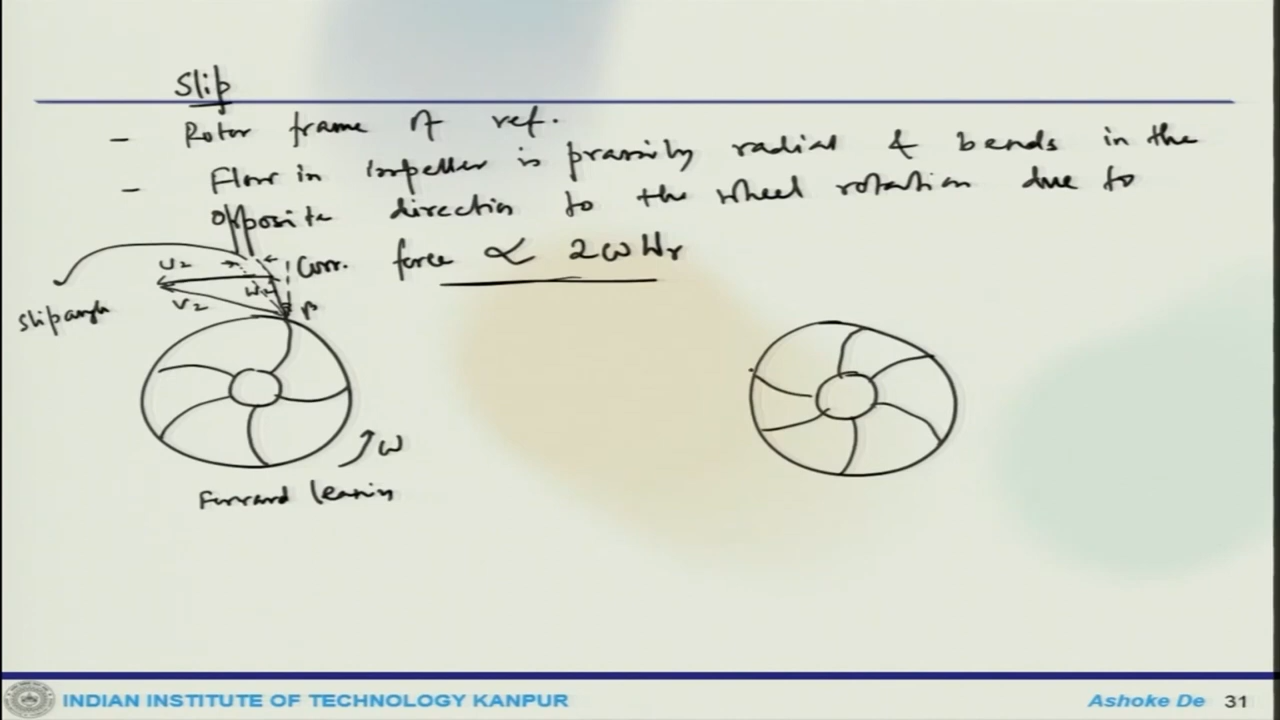 Slip
- Rotor frame of ref.
- Flow in impeller is radial & bends in the
opposite direction to the wheel rotation due to
Corr. force ∝ 2ωWr
U2
W2
V2
β
Slip angle
ω
Forward leaning
INDIAN INSTITUTE OF TECHNOLOGY KANPUR
Ashoke De 31